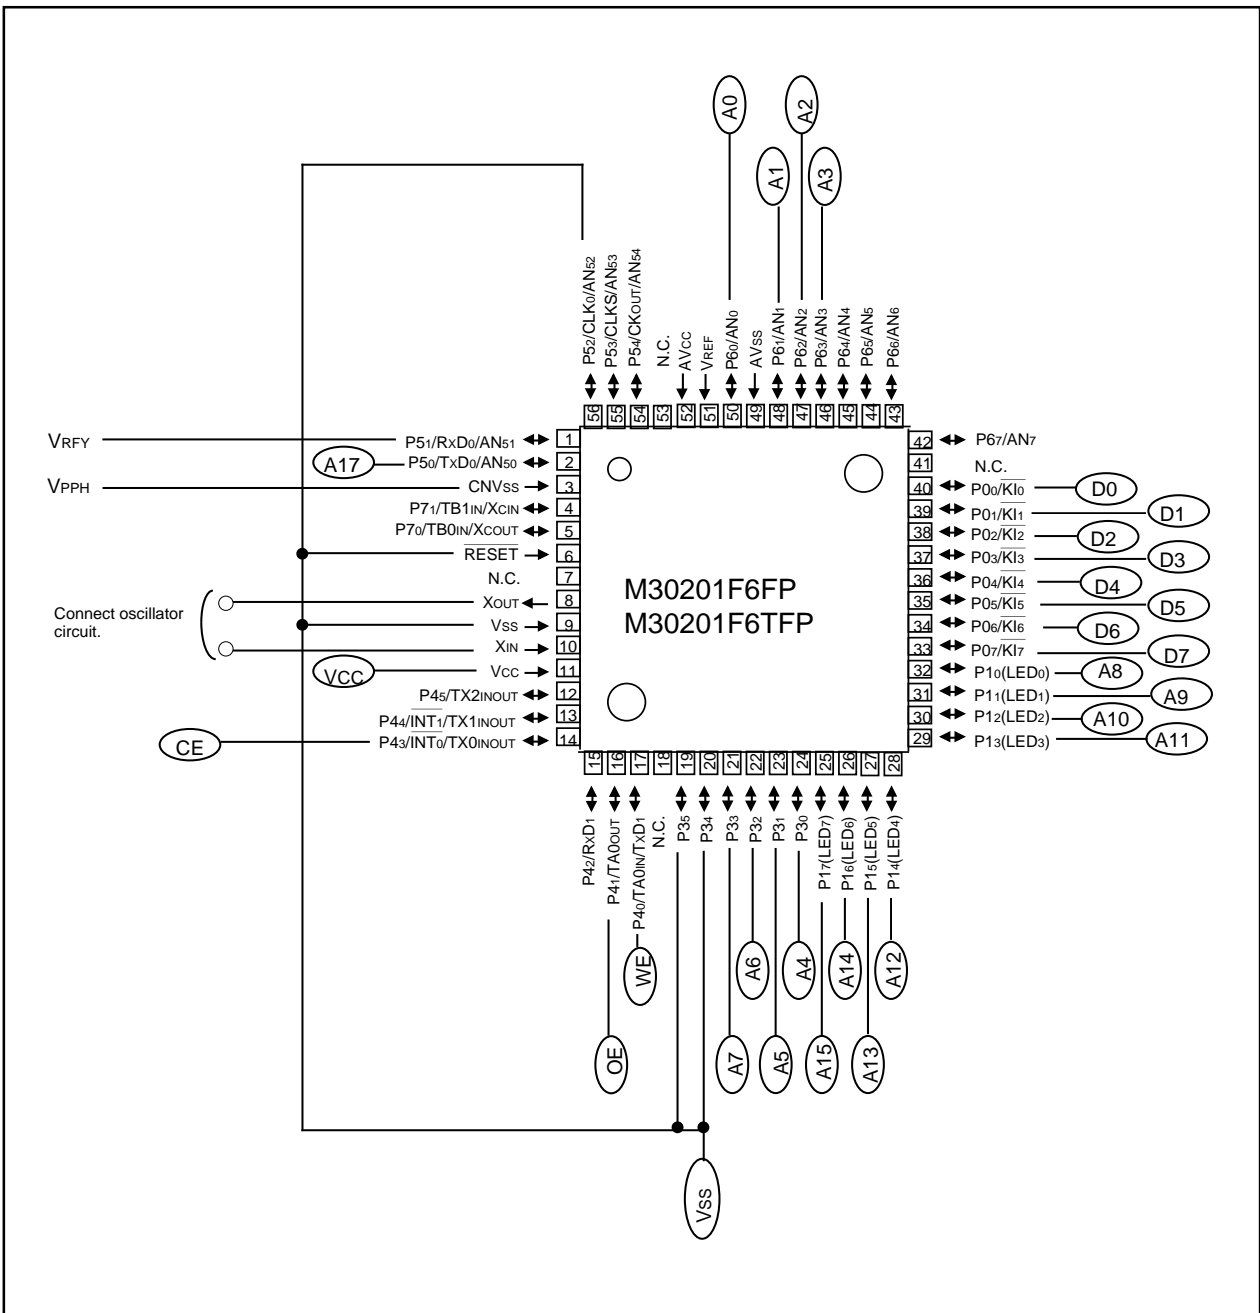 A0
A2
A1
A3
P52/CLK0/AN52
P53/CLKS/AN53
P54/CKOUT/AN54
N.C.
AVCC
VREF
P60/AN0
AVSS
P61/AN1
P62/AN2
P63/AN3
P64/AN4
P65/AN5
P66/AN6
56 55 54 53 52 51 50 49 48 47 46 45 44 43
VRFY P51/RXD0/AN51 1
A17 P50/TXD0/AN50 2
VPPH CNVSS 3
P71/TB1IN/XCIN 4
P70/TB0IN/XCOUT 5
RESET 6
N.C. 7
Connect oscillator
circuit.
XOUT 8
VSS 9
XIN 10
VCC VCC 11
P45/TX2INOUT 12
P44/INT1/TX1INOUT 13
CE P43/INT0/TX0INOUT 14
M30201F6FP
M30201F6TFP
42 P67/AN7
41 N.C.
40 P00/KI0 D0
39 P01/KI1 D1
38 P02/KI2 D2
37 P03/KI3 D3
36 P04/KI4 D4
35 P05/KI5 D5
34 P06/KI6 D6
33 P07/KI7 D7
32 P10(LED0) A8
31 P11(LED1) A9
30 P12(LED2) A10
29 P13(LED3) A11
15 16 17 18 19 20 21 22 23 24 25 26 27 28
P42/RXD1
P41/TA0OUT
P40/TA0IN/TXD1
N.C.
P35
P34
P33
P32
P31
P30
P17(LED7)
P16(LED6)
P15(LED5)
P14(LED4)
WE
A6
A4
A14
A12
OE
A7
A5
A15
A13
VSS